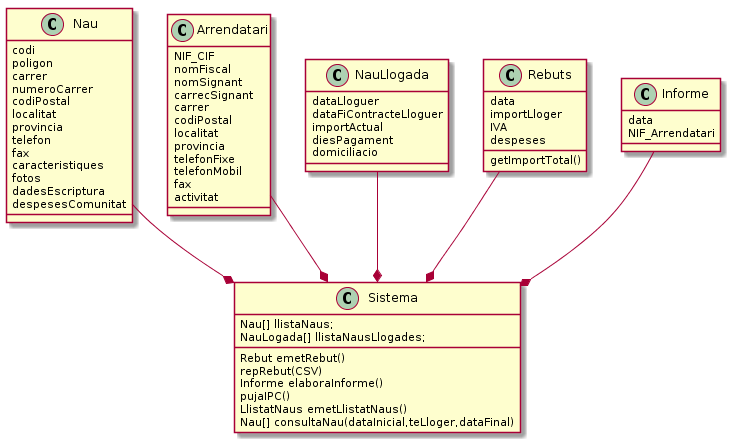 C Nau
codi
poligon
carrer
numeroCarrer
codiPostal
localitat
provincia
telefon
fax
caracteristiques
fotos
dadesEscriptura
despesesComunitat
C Arrendatari
NIF_CIF
nomFiscal
nomSignant
carrecSignant
carrer
codiPostal
localitat
provincia
telefonFixe
telefonMobil
fax
activitat
C NauLlogada
dataLloguer
dataFiContracteLloguer
importActual
diesPagament
domiciliacio
C Rebuts
data
importLloger
IVA
despeses
getImportTotal()
C Informe
data
NIF_Arrendatari
C Sistema
Nau[] llistaNaus;
NauLogada[] llistaNausLlogades;
Rebut emetRebut()
repRebut(CSV)
Informe elaboraInforme()
pujaIPC()
LlistatNaus emetLlistatNaus()
Nau[] consultaNau(dataInicial,teLloger,dataFinal)